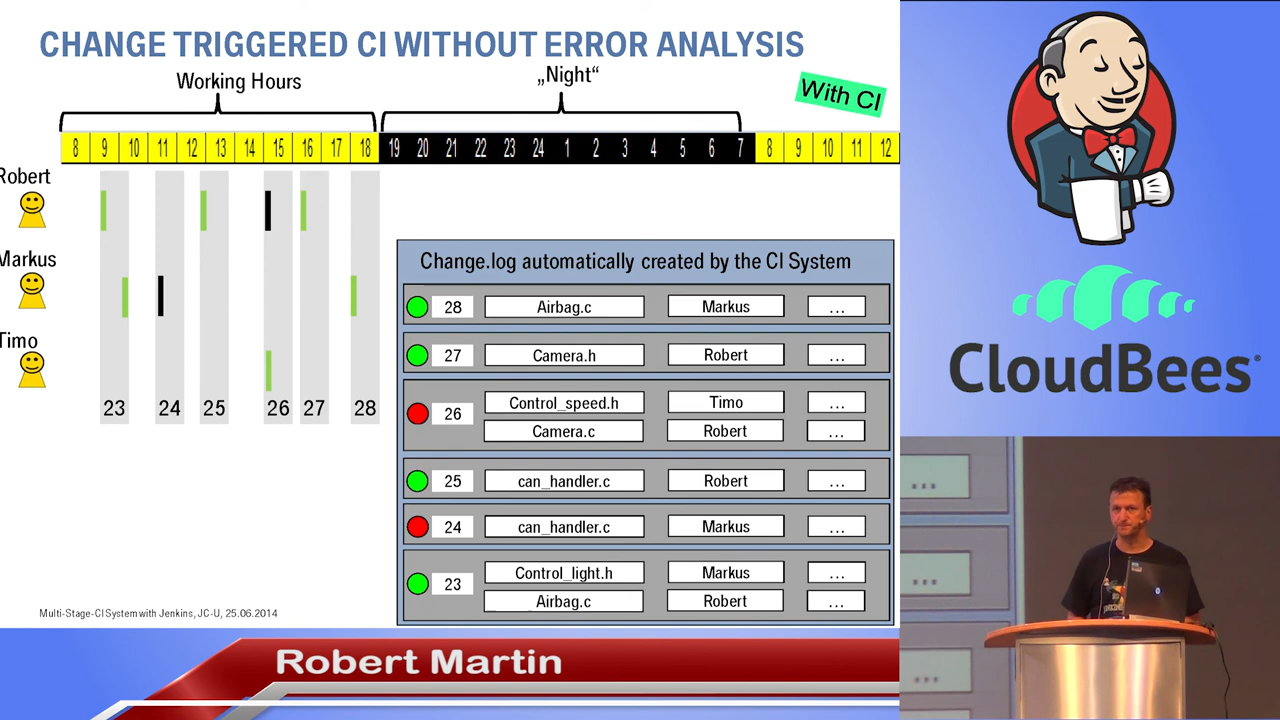 CHANGE TRIGGERED CI WITHOUT ERROR ANALYSIS
Working Hours
„Night“
With CI
8 9 10 11 12 13 14 15 16 17 18 19 20 21 22 23 24 1 2 3 4 5 6 7 8 9 10 11 12
Robert
Markus
Timo
23 24 25 26 27 28
Change.log automatically created by the CI System
28 Airbag.c Markus ...
27 Camera.h Robert ...
26 Control_speed.h Timo ...
Camera.c Robert ...
25 can_handler.c Robert ...
24 can_handler.c Markus ...
23 Control_light.h Markus ...
Airbag.c Robert ...
Multi-Stage-CI System with Jenkins, JC-U, 25.06.2014
Robert Martin
CloudBees